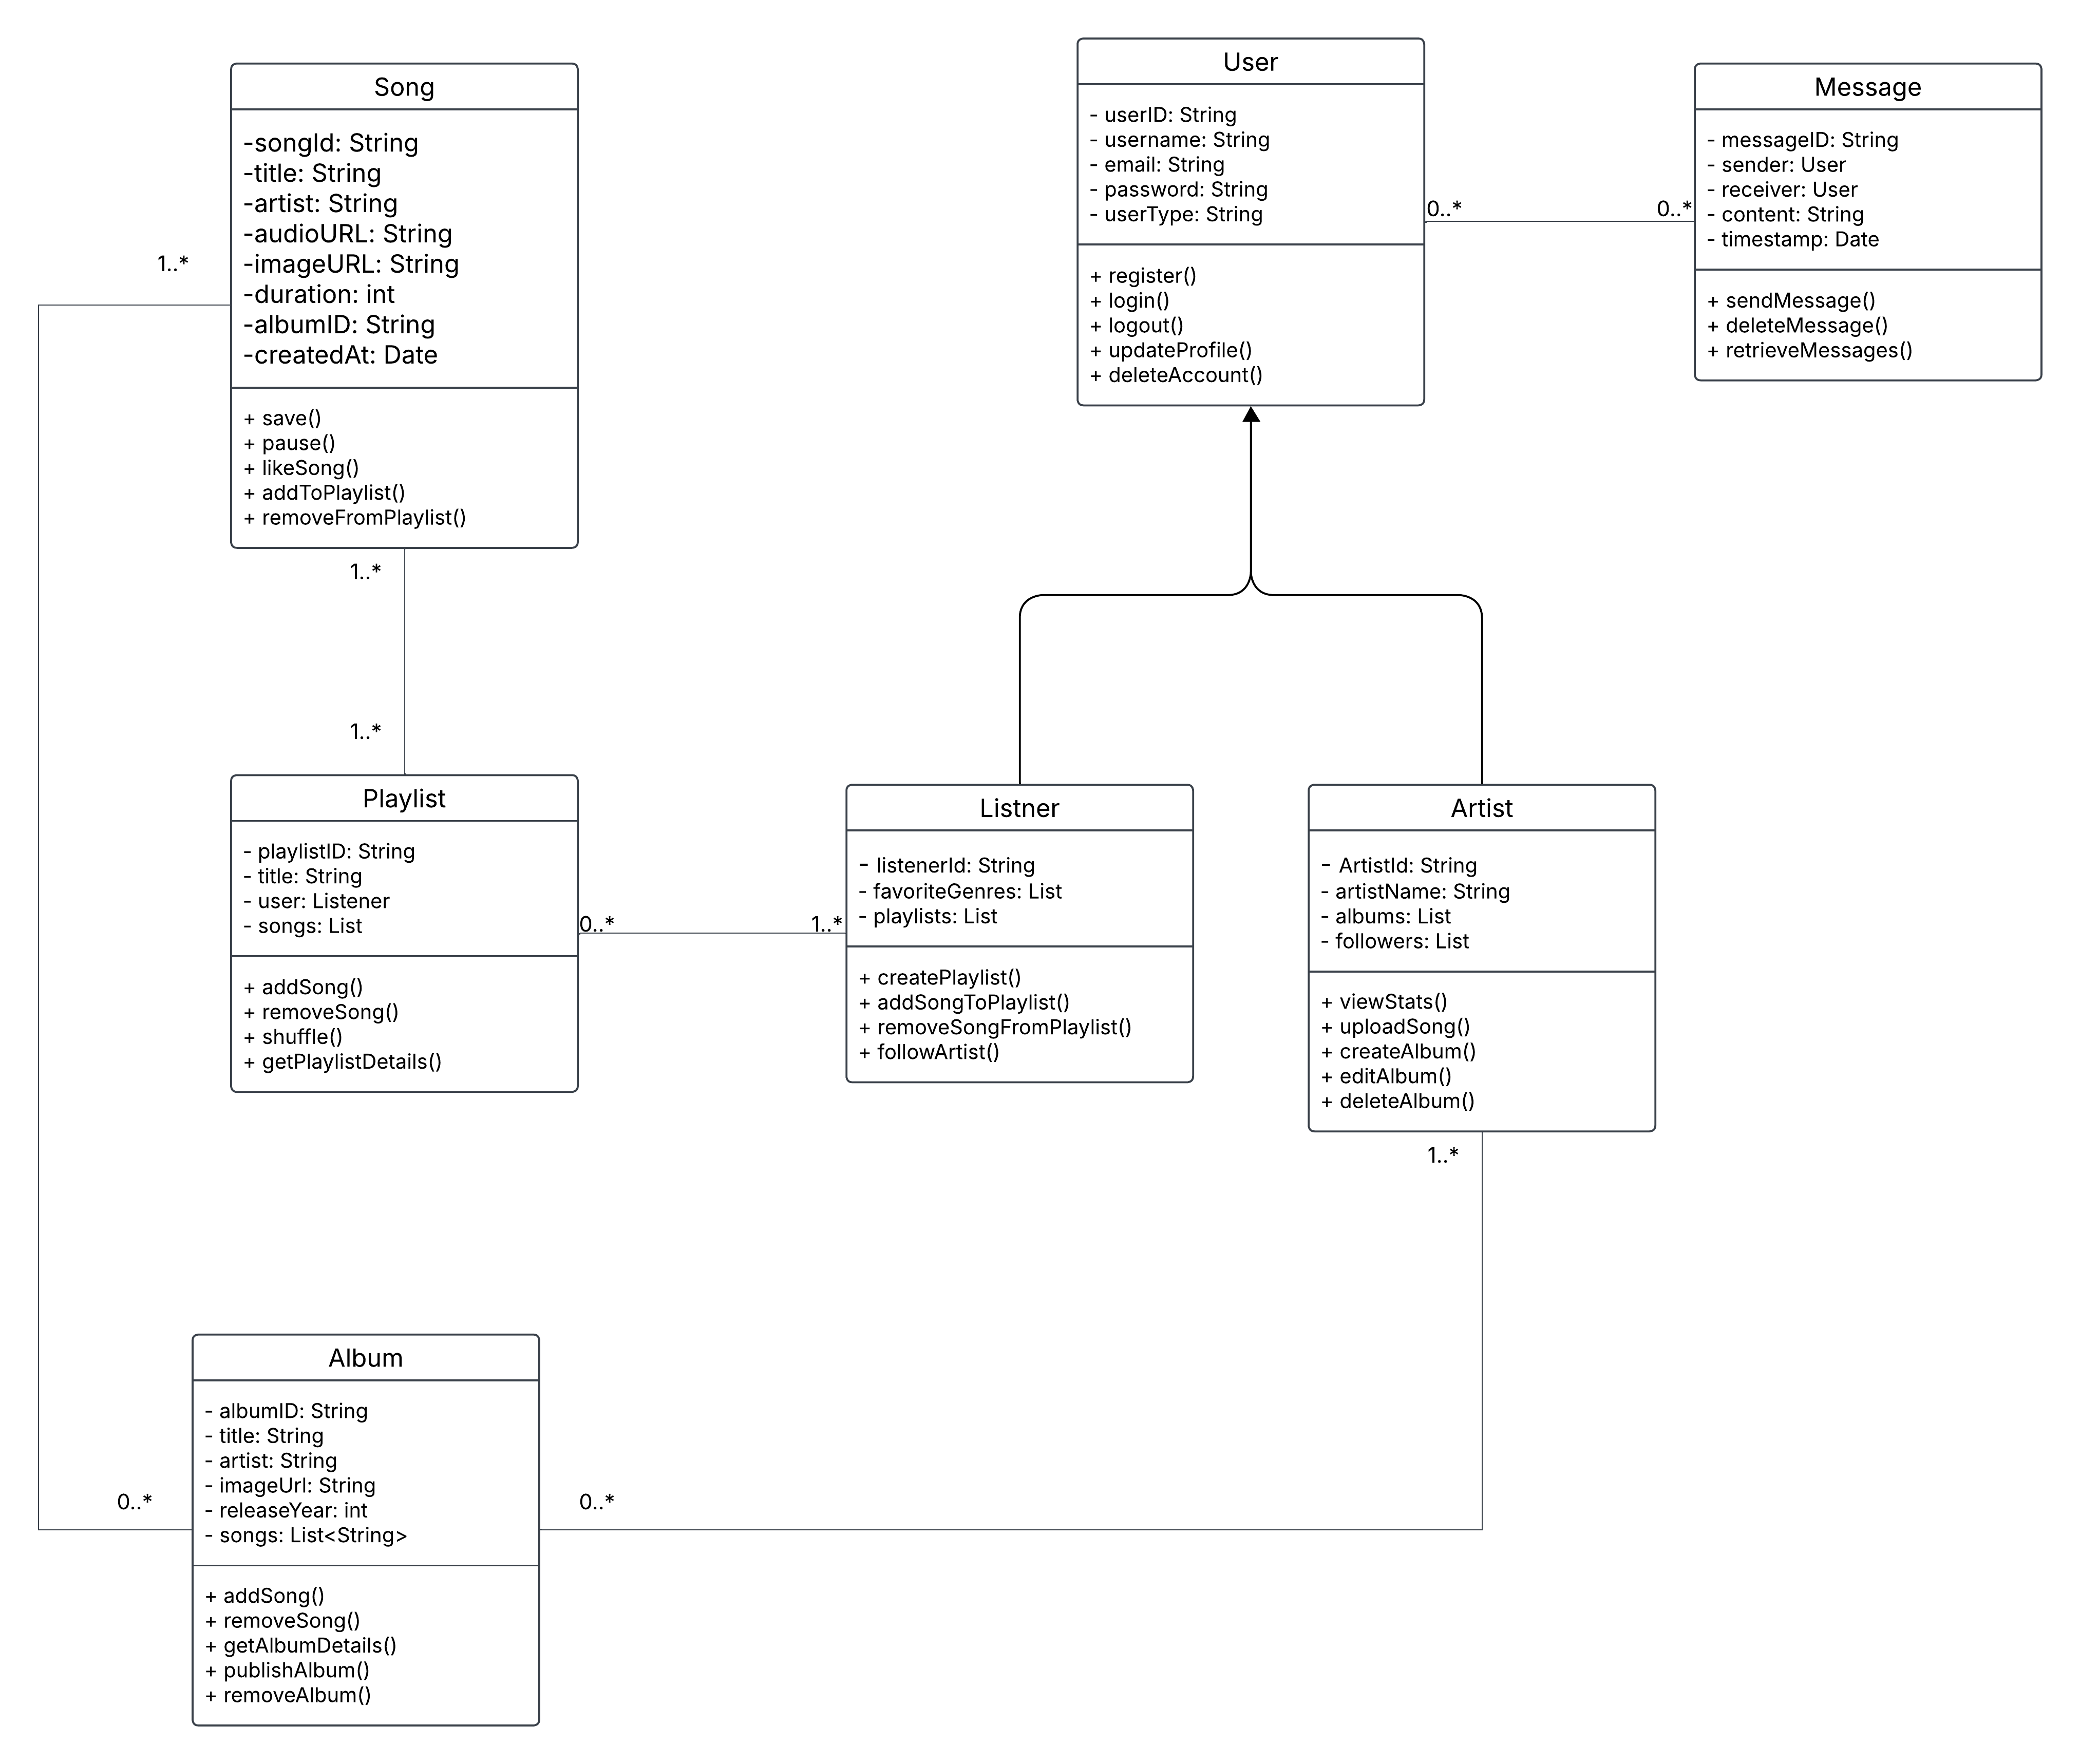 Song
-songId: String
-title: String
-artist: String
-audioURL: String
-imageURL: String
-duration: int
-albumID: String
-createdAt: Date
+ save()
+ pause()
+ likeSong()
+ addToPlaylist()
+ removeFromPlaylist()
1..*
1..*
1..*
User
- userID: String
- username: String
- email: String
- password: String
- userType: String
+ register()
+ login()
+ logout()
+ updateProfile()
+ deleteAccount()
0..*
0..*
Message
- messageID: String
- sender: User
- receiver: User
- content: String
- timestamp: Date
+ sendMessage()
+ deleteMessage()
+ retrieveMessages()
Playlist
- playlistID: String
- title: String
- user: Listener
- songs: List
+ addSong()
+ removeSong()
+ shuffle()
+ getPlaylistDetails()
0..*
1..*
Listner
- listenerId: String
- favoriteGenres: List
- playlists: List
+ createPlaylist()
+ addSongToPlaylist()
+ removeSongFromPlaylist()
+ followArtist()
Artist
- ArtistId: String
- artistName: String
- albums: List
- followers: List
+ viewStats()
+ uploadSong()
+ createAlbum()
+ editAlbum()
+ deleteAlbum()
1..*
Album
- albumID: String
- title: String
- artist: String
- imageUrl: String
- releaseYear: int
- songs: List<String>
+ addSong()
+ removeSong()
+ getAlbumDetails()
+ publishAlbum()
+ removeAlbum()
0..*
0..*